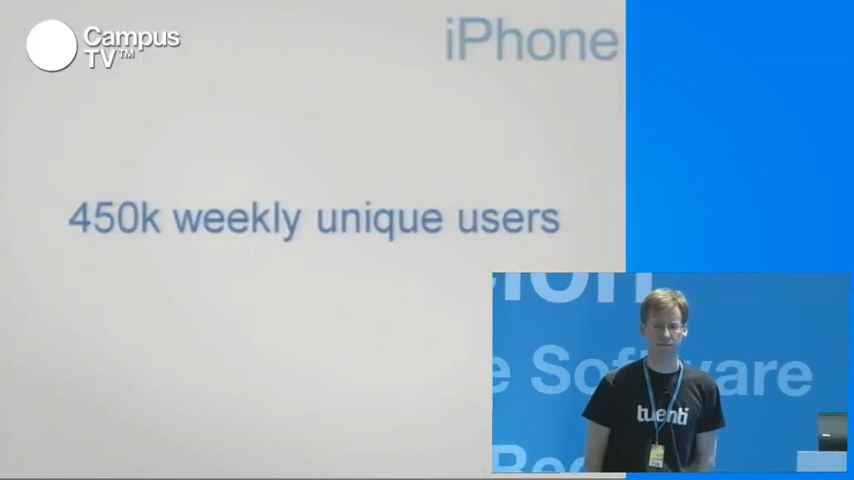 Campus
TV™
iPhone
450k weekly unique users
e Software
tuenti